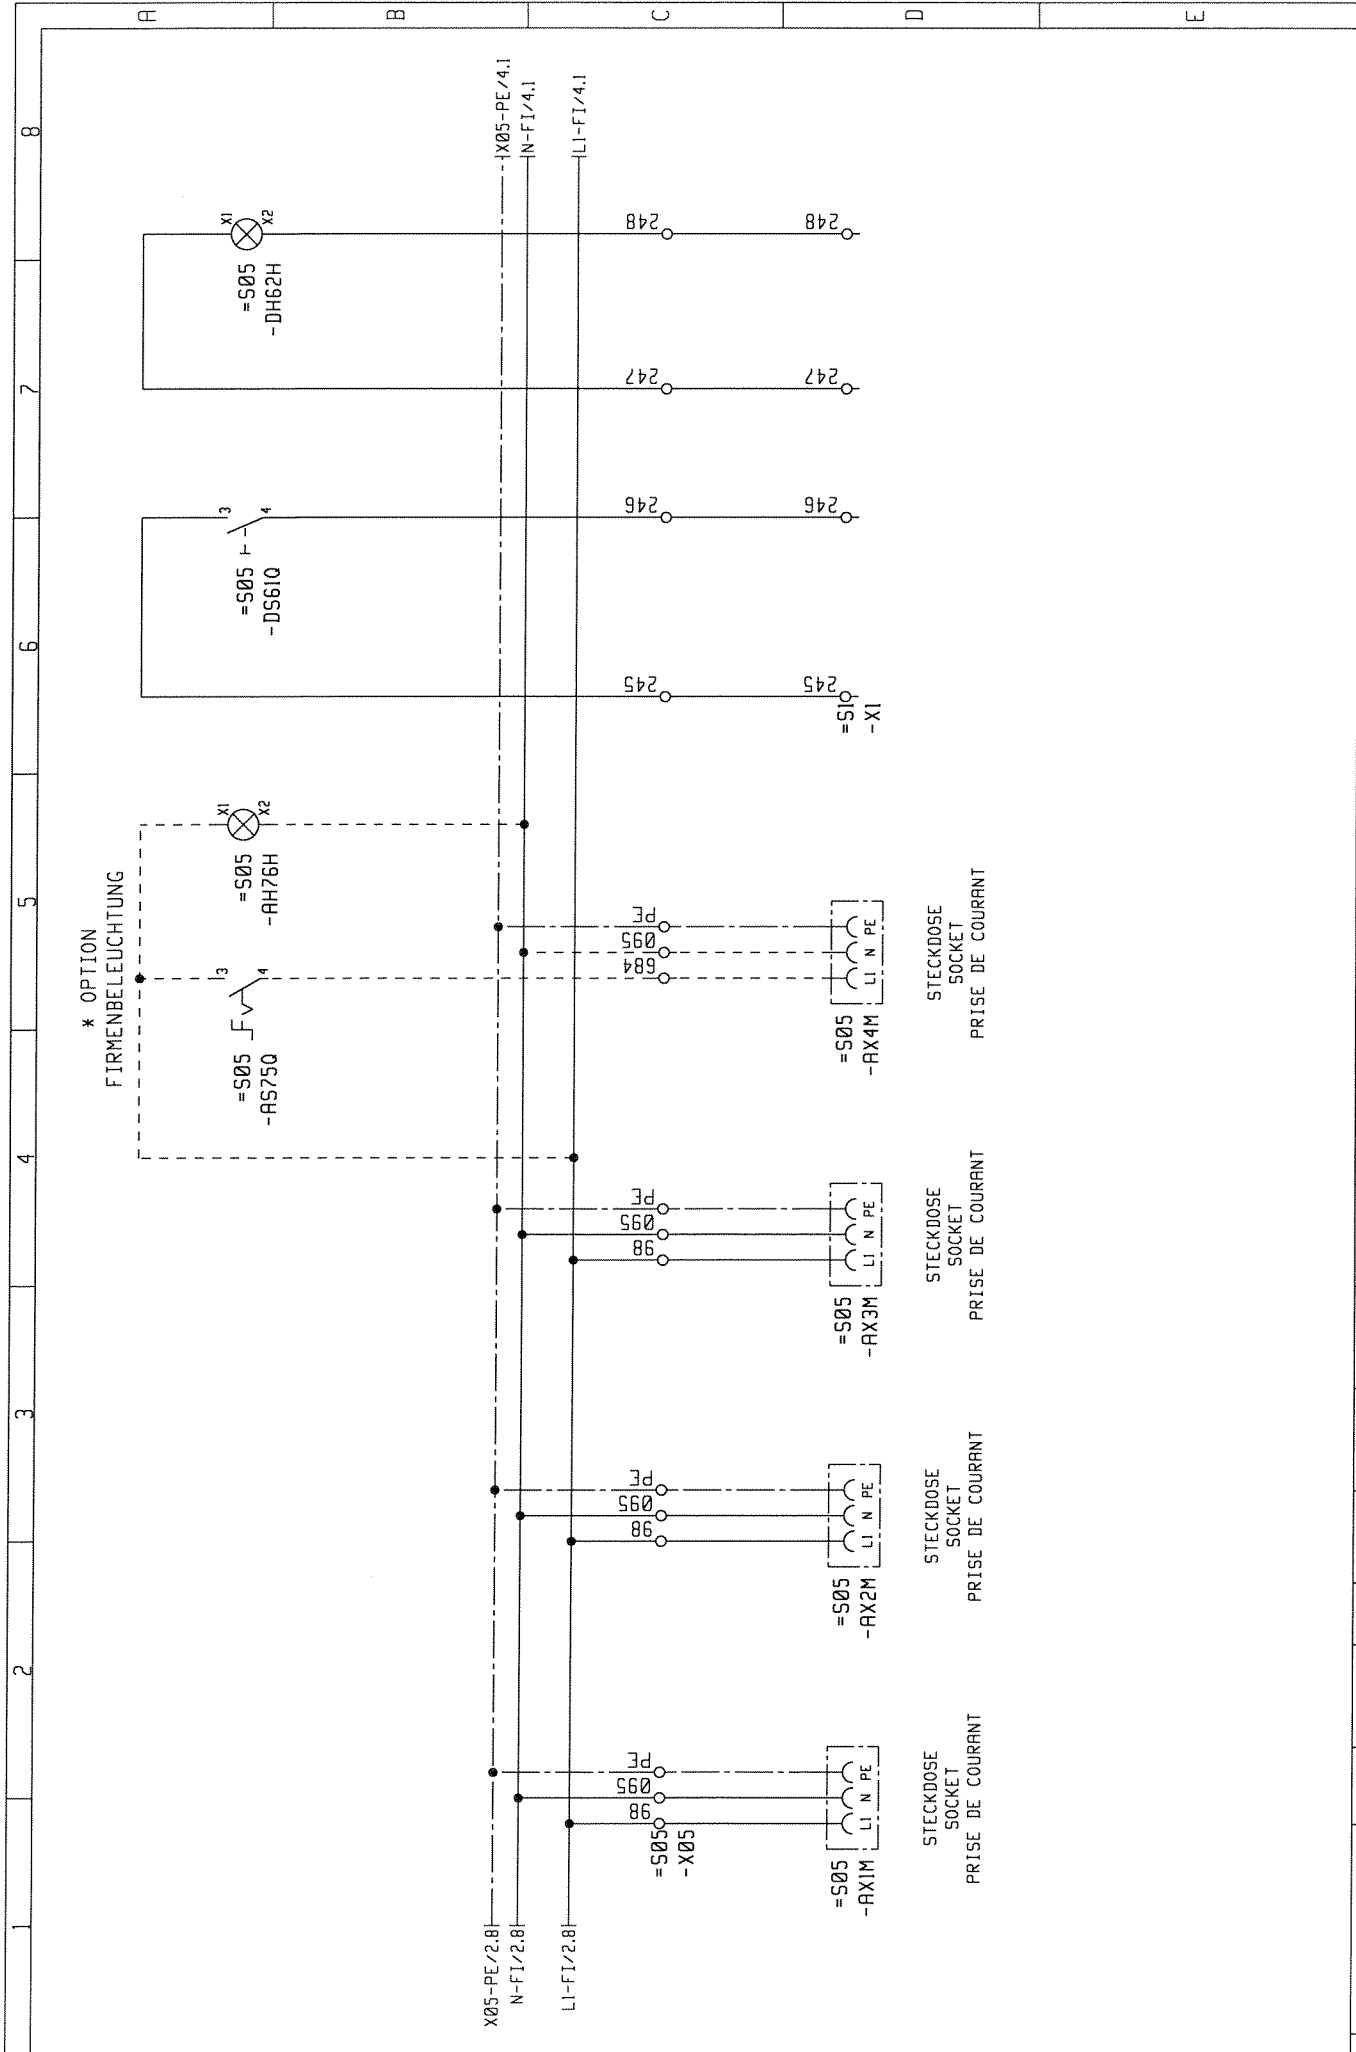 1
2
3
4
5
6
7
8
A
B
C
D
E
* OPTION
FIRMENBELEUCHTUNG
=S05
-AS75Q
3
4
=S05
-AH76H
X1
X2
=S05
-DS61Q
3
4
=S05
-DH62H
X1
X2
X05-PE/2.8
N-FI/2.8
L1-FI/2.8
X05-PE/4.1
N-FI/4.1
L1-FI/4.1
=S05
-X05
98
095
PE
98
095
PE
98
095
PE
684
095
PE
245
246
247
248
=S1
-X1
245
246
247
248
=S05
-AX1M
L1 N PE
=S05
-AX2M
L1 N PE
=S05
-AX3M
L1 N PE
=S05
-AX4M
L1 N PE
STECKDOSE
SOCKET
PRISE DE COURANT
STECKDOSE
SOCKET
PRISE DE COURANT
STECKDOSE
SOCKET
PRISE DE COURANT
STECKDOSE
SOCKET
PRISE DE COURANT